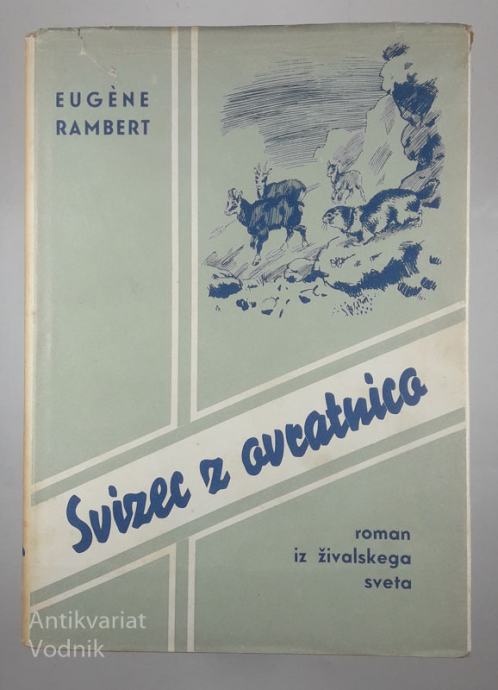 EUGÈNE
RAMBERT
Svizec z ovratnico
roman
iz živalskega
sveta
Antikvariat
Vodnik